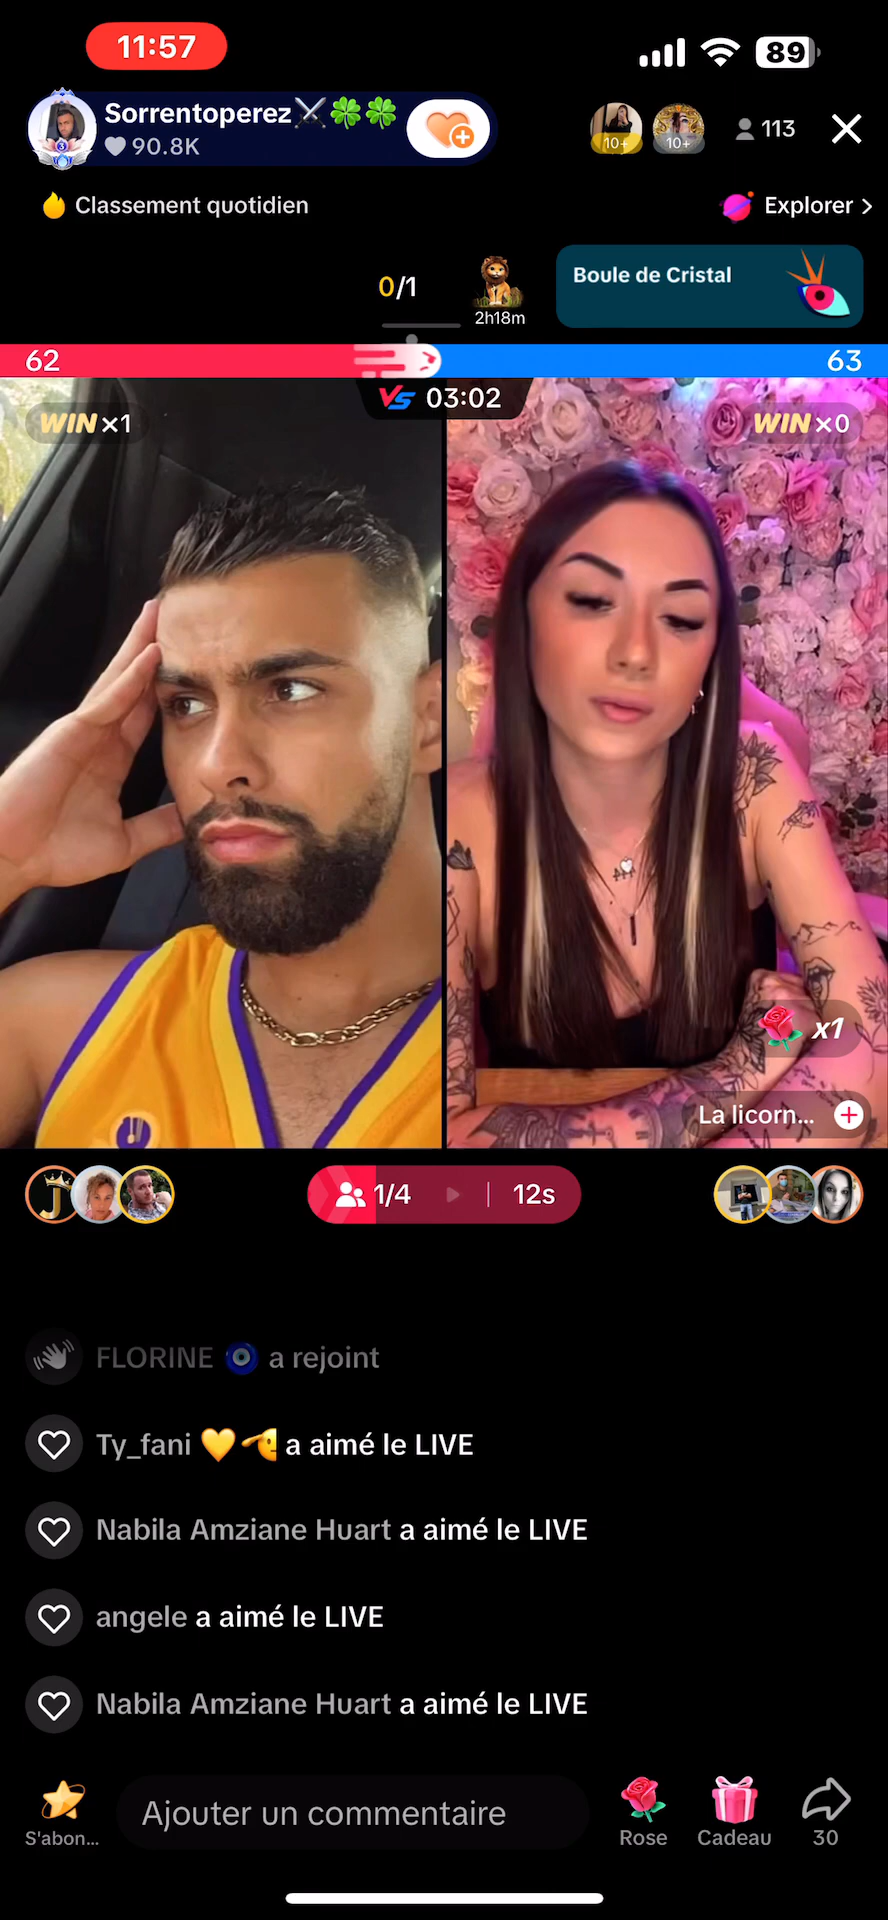 11:57
89
Sorrentoperez⚔️🍀🍀
90.8K
10+
10+
113
Classement quotidien
Explorer >
0/1
2h18m
Boule de Cristal
62
63
WIN x1
VS 03:02
WIN x0
x1
La licorn...
1/4
12s
FLORINE 🧿 a rejoint
Ty_fani 💛🫡 a aimé le LIVE
Nabila Amziane Huart a aimé le LIVE
angele a aimé le LIVE
Nabila Amziane Huart a aimé le LIVE
S'abon...
Ajouter un commentaire
Rose
Cadeau
30